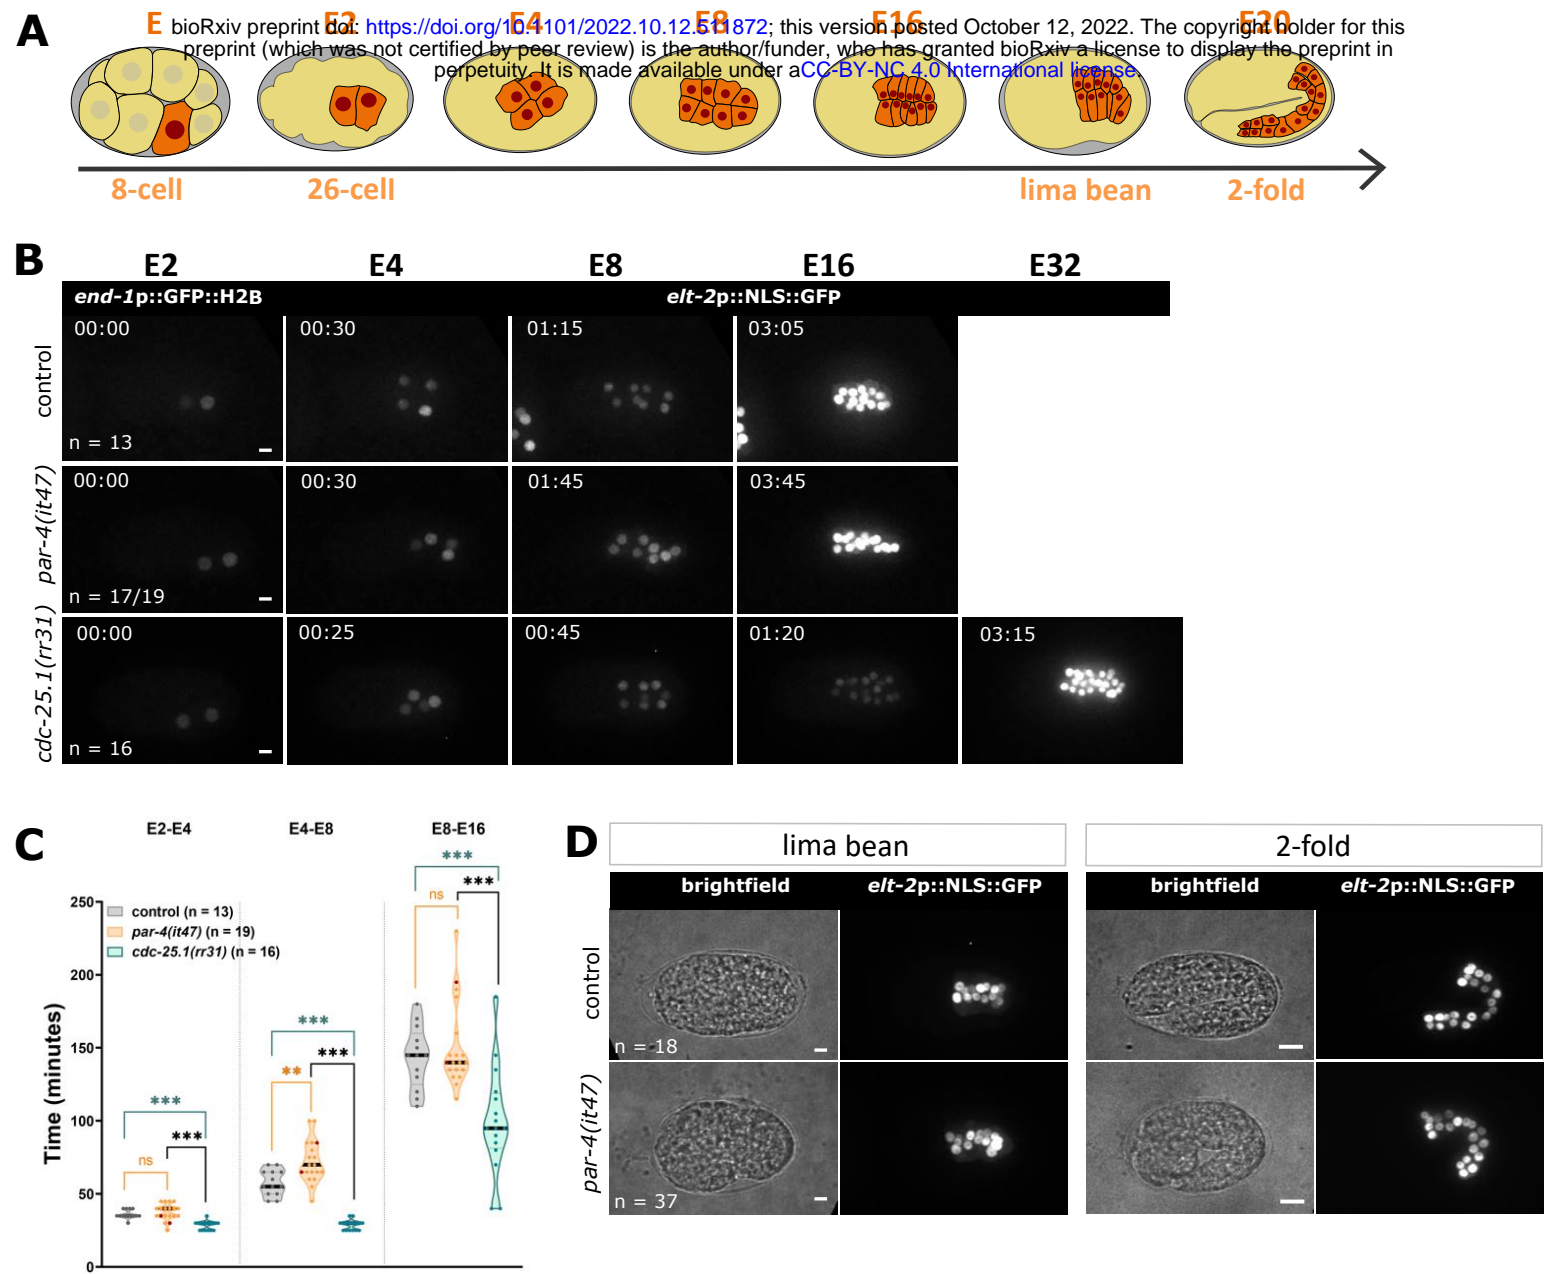 A
E E2 E4 E8 E16 E20
bioRxiv preprint doi: https://doi.org/10.1101/2022.10.12.511872; this version posted October 12, 2022. The copyright holder for this
preprint (which was not certified by peer review) is the author/funder, who has granted bioRxiv a license to display the preprint in
perpetuity. It is made available under aCC-BY-NC 4.0 International license.
8-cell 26-cell lima bean 2-fold
B
E2 E4 E8 E16 E32
end-1p::GFP::H2B elt-2p::NLS::GFP
control
00:00 00:30 01:15 03:05
n = 13
par-4(it47)
00:00 00:30 01:45 03:45
n = 17/19
cdc-25.1(rr31)
00:00 00:25 00:45 01:20 03:15
n = 16
C
E2-E4 E4-E8 E8-E16
Time (minutes)
250
200
150
100
50
0
control (n = 13)
par-4(it47) (n = 19)
cdc-25.1(rr31) (n = 16)
*** *** ns
*** *** **
*** *** ns
D
lima bean 2-fold
brightfield elt-2p::NLS::GFP brightfield elt-2p::NLS::GFP
control
n = 18
par-4(it47)
n = 37